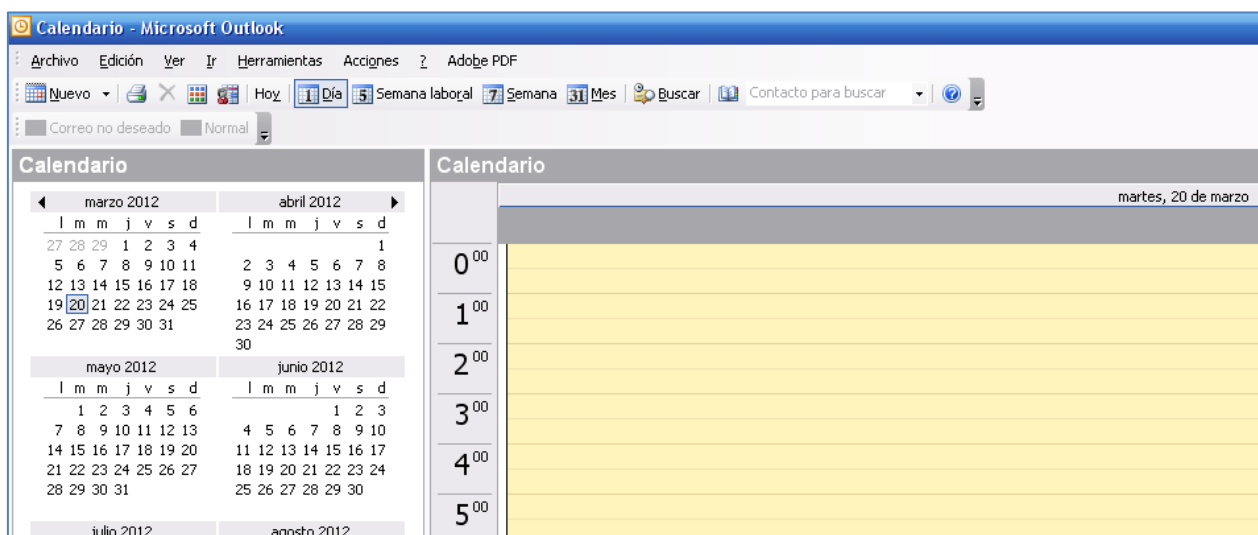 Calendario - Microsoft Outlook
Archivo Edición Ver Ir Herramientas Acciones ? Adobe PDF
Nuevo Hoy 1 Día 5 Semana laboral 7 Semana 31 Mes Buscar Contacto para buscar
Correo no deseado Normal
Calendario
marzo 2012
l m m j v s d
27 28 29 1 2 3 4
5 6 7 8 9 10 11
12 13 14 15 16 17 18
19 20 21 22 23 24 25
26 27 28 29 30 31
abril 2012
l m m j v s d
1
2 3 4 5 6 7 8
9 10 11 12 13 14 15
16 17 18 19 20 21 22
23 24 25 26 27 28 29
30
mayo 2012
l m m j v s d
1 2 3 4 5 6
7 8 9 10 11 12 13
14 15 16 17 18 19 20
21 22 23 24 25 26 27
28 29 30 31
junio 2012
l m m j v s d
1 2 3
4 5 6 7 8 9 10
11 12 13 14 15 16 17
18 19 20 21 22 23 24
25 26 27 28 29 30
julio 2012
agosto 2012
Calendario
martes, 20 de marzo
0 00
1 00
2 00
3 00
4 00
5 00